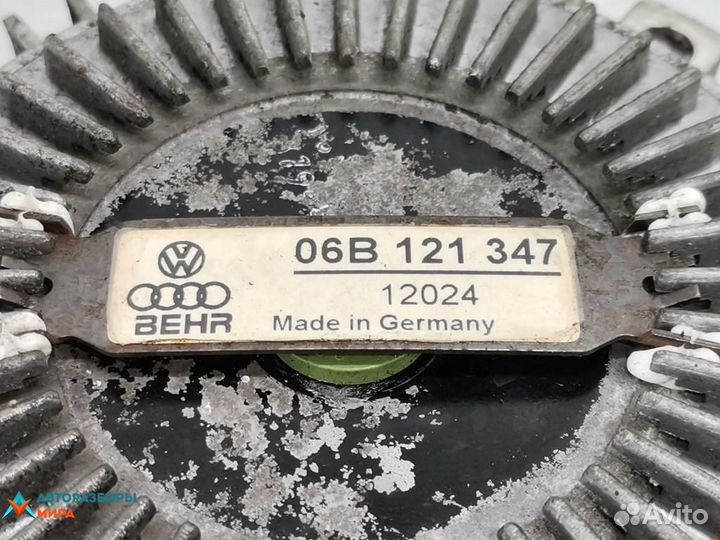 06B 121 347
12024
BEHR Made in Germany
АВТОРАЗБОРЫ
МИРА
Avito